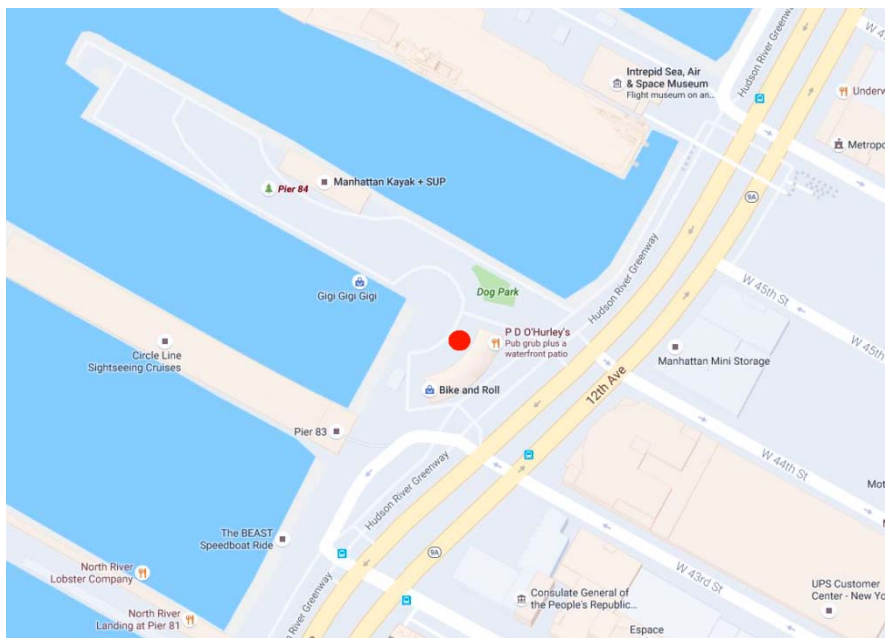 W 47
Hudson River Greenway
Intrepid Sea, Air
& Space Museum
Flight museum on an...
Underw
Metropo
9A
Manhattan Kayak + SUP
Pier 84
Hudson River Greenway
W 45th St
Dog Park
Gigi Gigi Gigi
P D O'Hurley's
Pub grub plus a
waterfront patio
W 45th
Circle Line
Sightseeing Cruises
Manhattan Mini Storage
12th Ave
Bike and Roll
Pier 83
W 44th St
Hudson River Greenway
Mot
The BEAST
Speedboat Ride
9A
North River
Lobster Company
W 43rd St
Consulate General of
the People's Republic...
UPS Customer
Center - New Yo
North River
Landing at Pier 81
Hudson River Greenway
12th
Espace